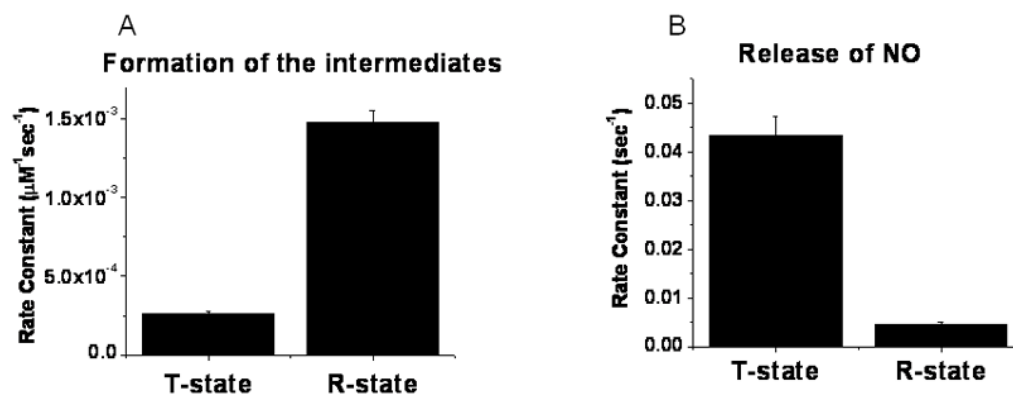 A
Formation of the intermediates
Rate Constant (μM⁻¹sec⁻¹)
1.5x10⁻³
1.0x10⁻³
5.0x10⁻⁴
0.0
T-state R-state
B
Release of NO
Rate Constant (sec⁻¹)
0.05
0.04
0.03
0.02
0.01
0.00
T-state R-state